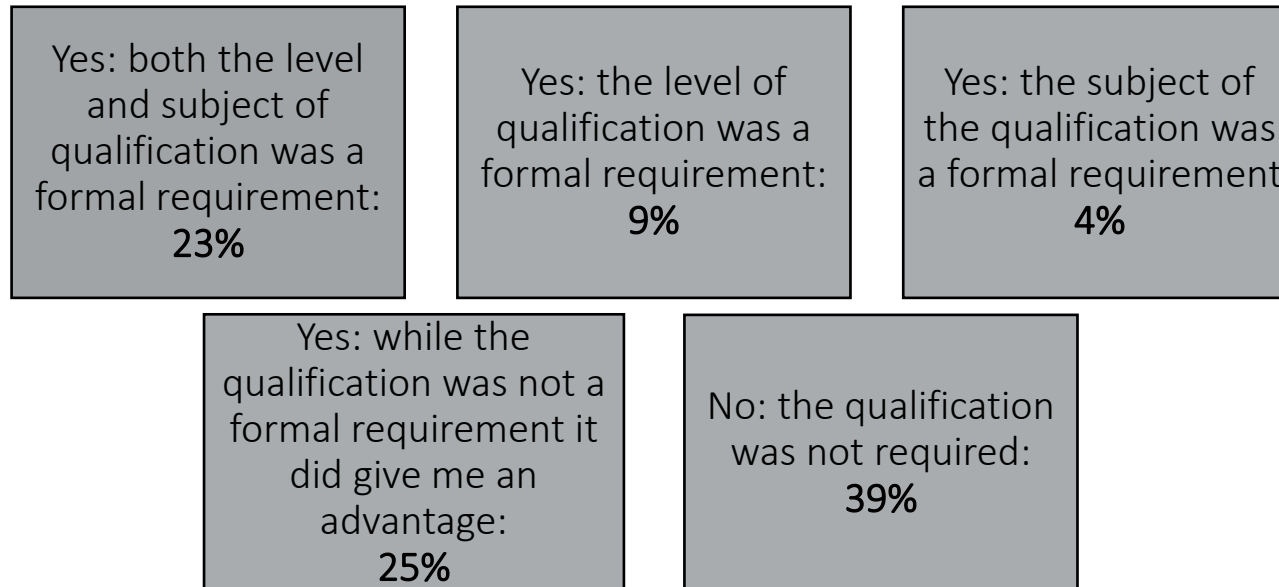 Yes: both the level
and subject of
qualification was a
formal requirement:
23%
Yes: the level of
qualification was a
formal requirement:
9%
Yes: the subject of
the qualification was
a formal requirement
4%
Yes: while the
qualification was not a
formal requirement it
did give me an
advantage:
25%
No: the qualification
was not required:
39%